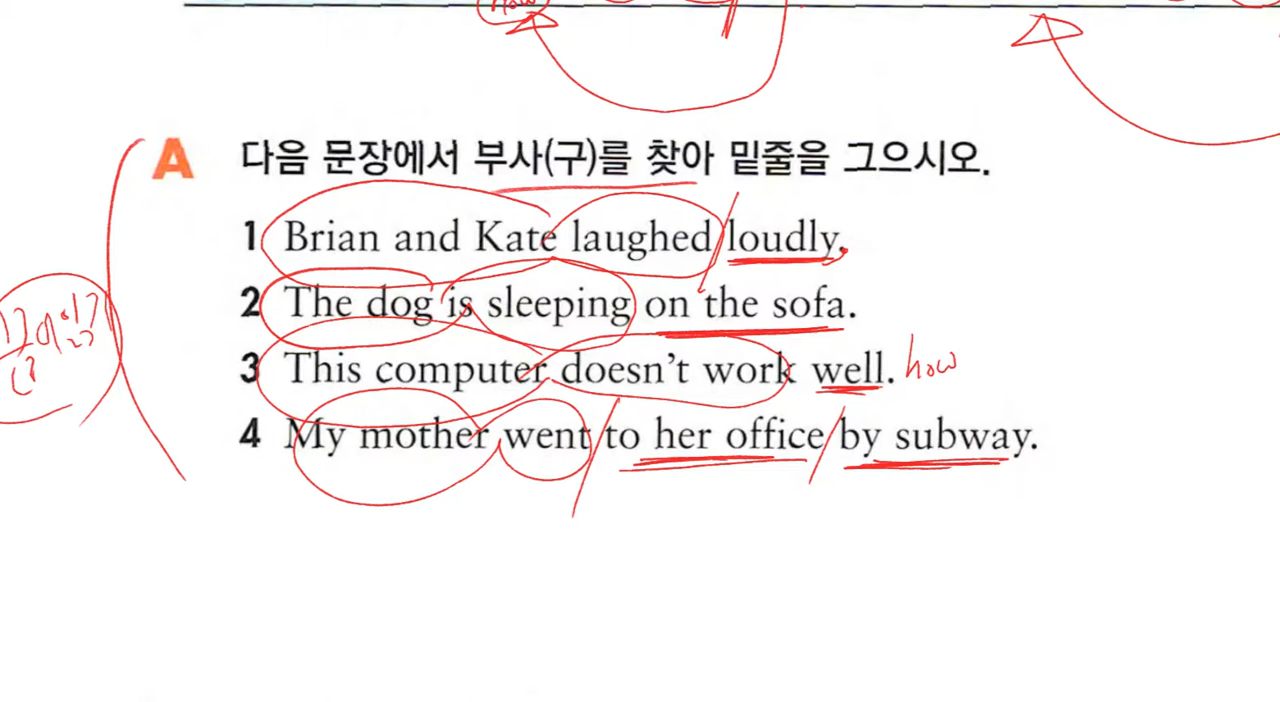 how
A 다음 문장에서 부사(구)를 찾아 밑줄을 그으시오.
1 Brian and Kate laughed loudly.
2 The dog is sleeping on the sofa.
3 This computer doesn't work well. how
4 My mother went to her office by subway.